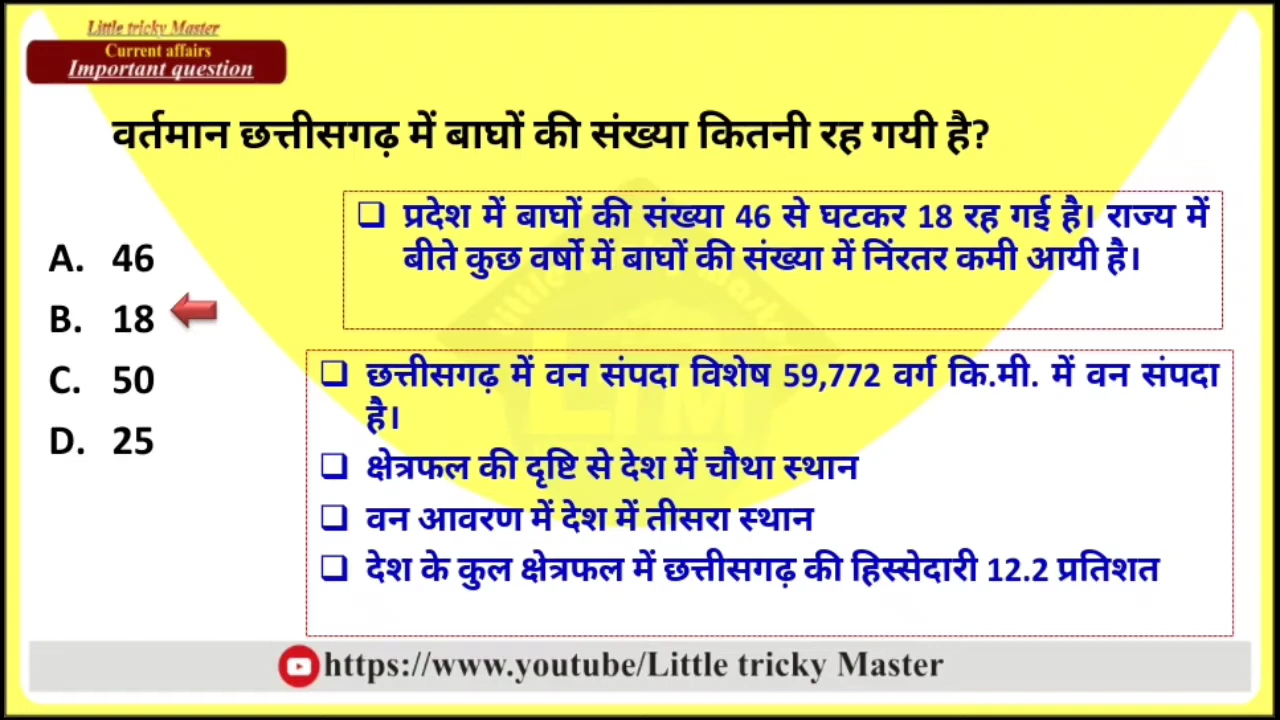 Little tricky Master
Current affairs
Important question
वर्तमान छत्तीसगढ़ में बाघों की संख्या कितनी रह गयी है?
❑ प्रदेश में बाघों की संख्या 46 से घटकर 18 रह गई है। राज्य में
बीते कुछ वर्षो में बाघों की संख्या में निंरतर कमी आयी है।
A. 46
B. 18
C. 50
D. 25
❑ छत्तीसगढ़ में वन संपदा विशेष 59,772 वर्ग कि.मी. में वन संपदा
है।
❑ क्षेत्रफल की दृष्टि से देश में चौथा स्थान
❑ वन आवरण में देश में तीसरा स्थान
❑ देश के कुल क्षेत्रफल में छत्तीसगढ़ की हिस्सेदारी 12.2 प्रतिशत
LTM
https://www.youtube/Little tricky Master